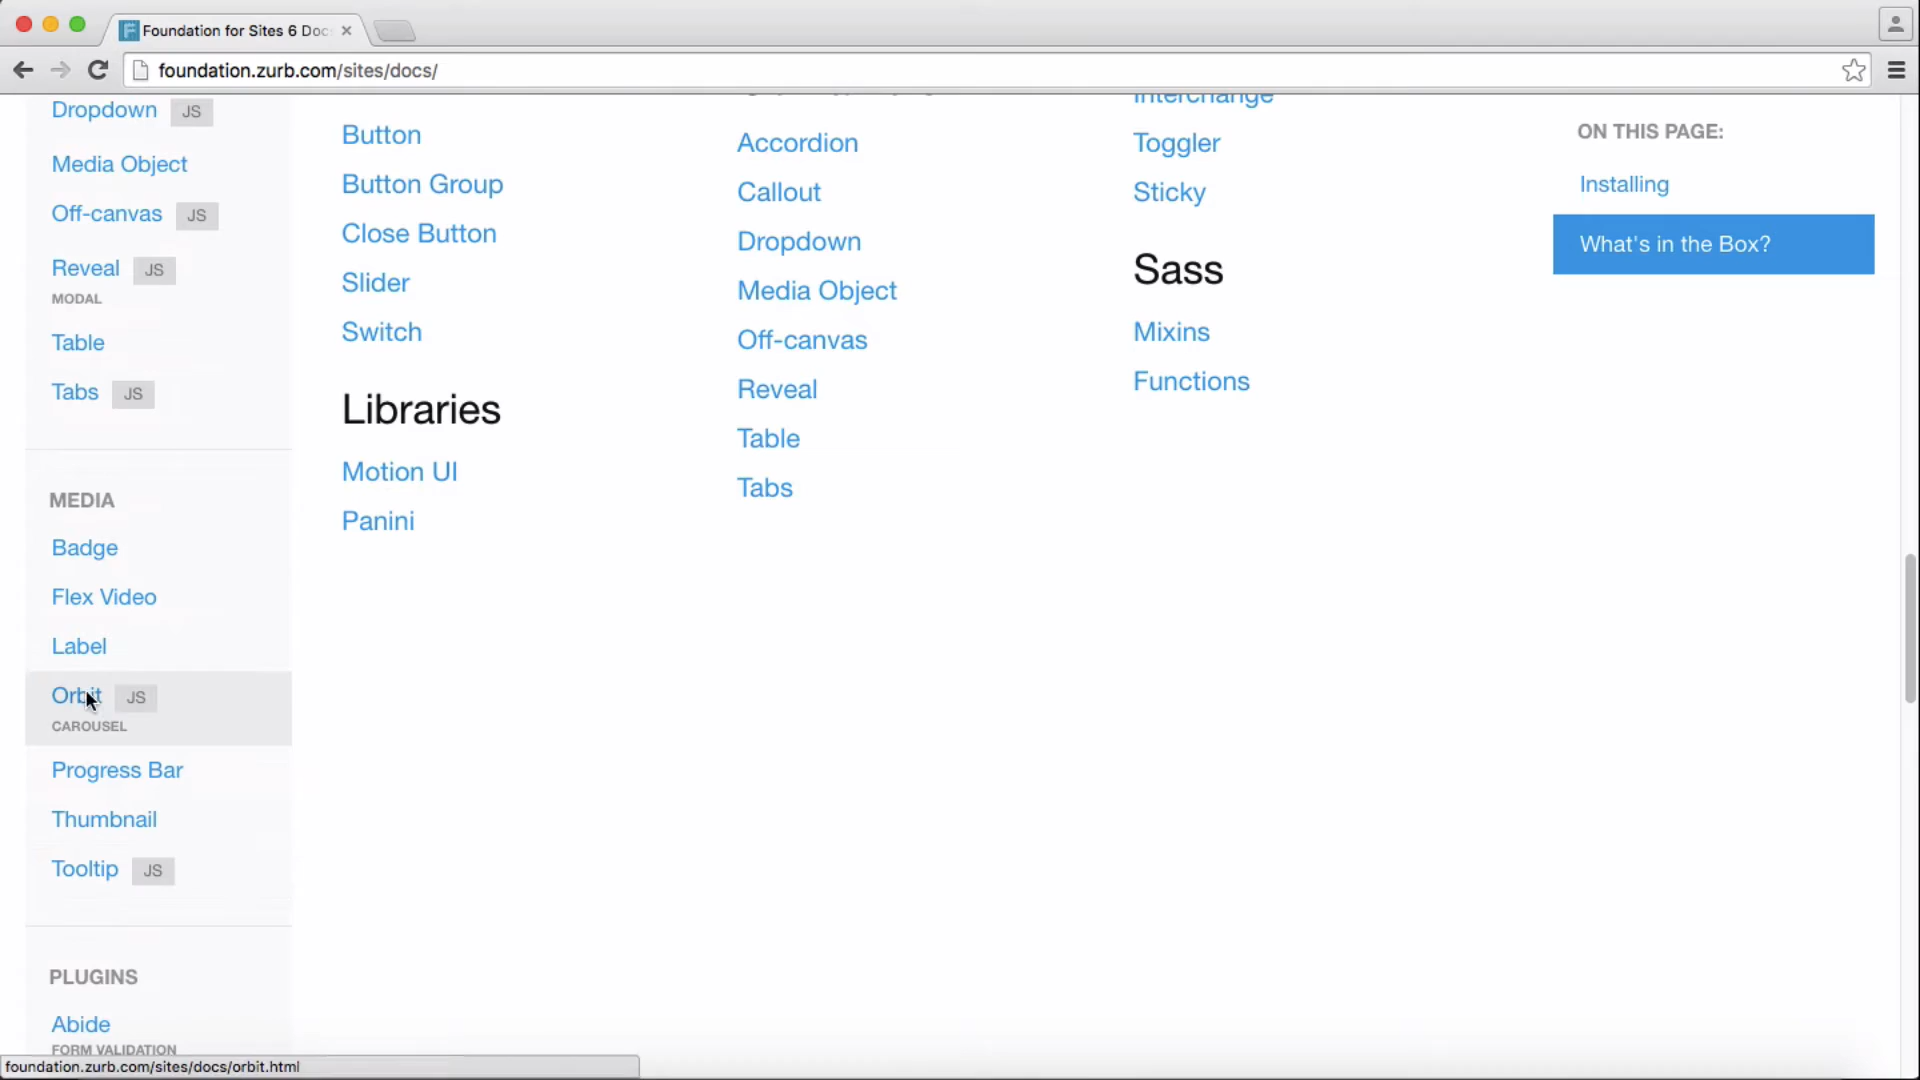 Foundation for Sites 6 Doc
foundation.zurb.com/sites/docs/
Dropdown JS
Media Object
Off-canvas JS
Reveal JS
MODAL
Table
Tabs JS
MEDIA
Badge
Flex Video
Label
Orbit JS
CAROUSEL
Progress Bar
Thumbnail
Tooltip JS
PLUGINS
Abide
FORM VALIDATION
Button
Button Group
Close Button
Slider
Switch
Libraries
Motion UI
Panini
Accordion
Callout
Dropdown
Media Object
Off-canvas
Reveal
Table
Tabs
Interchange
Toggler
Sticky
Sass
Mixins
Functions
ON THIS PAGE:
Installing
What's in the Box?
foundation.zurb.com/sites/docs/orbit.html